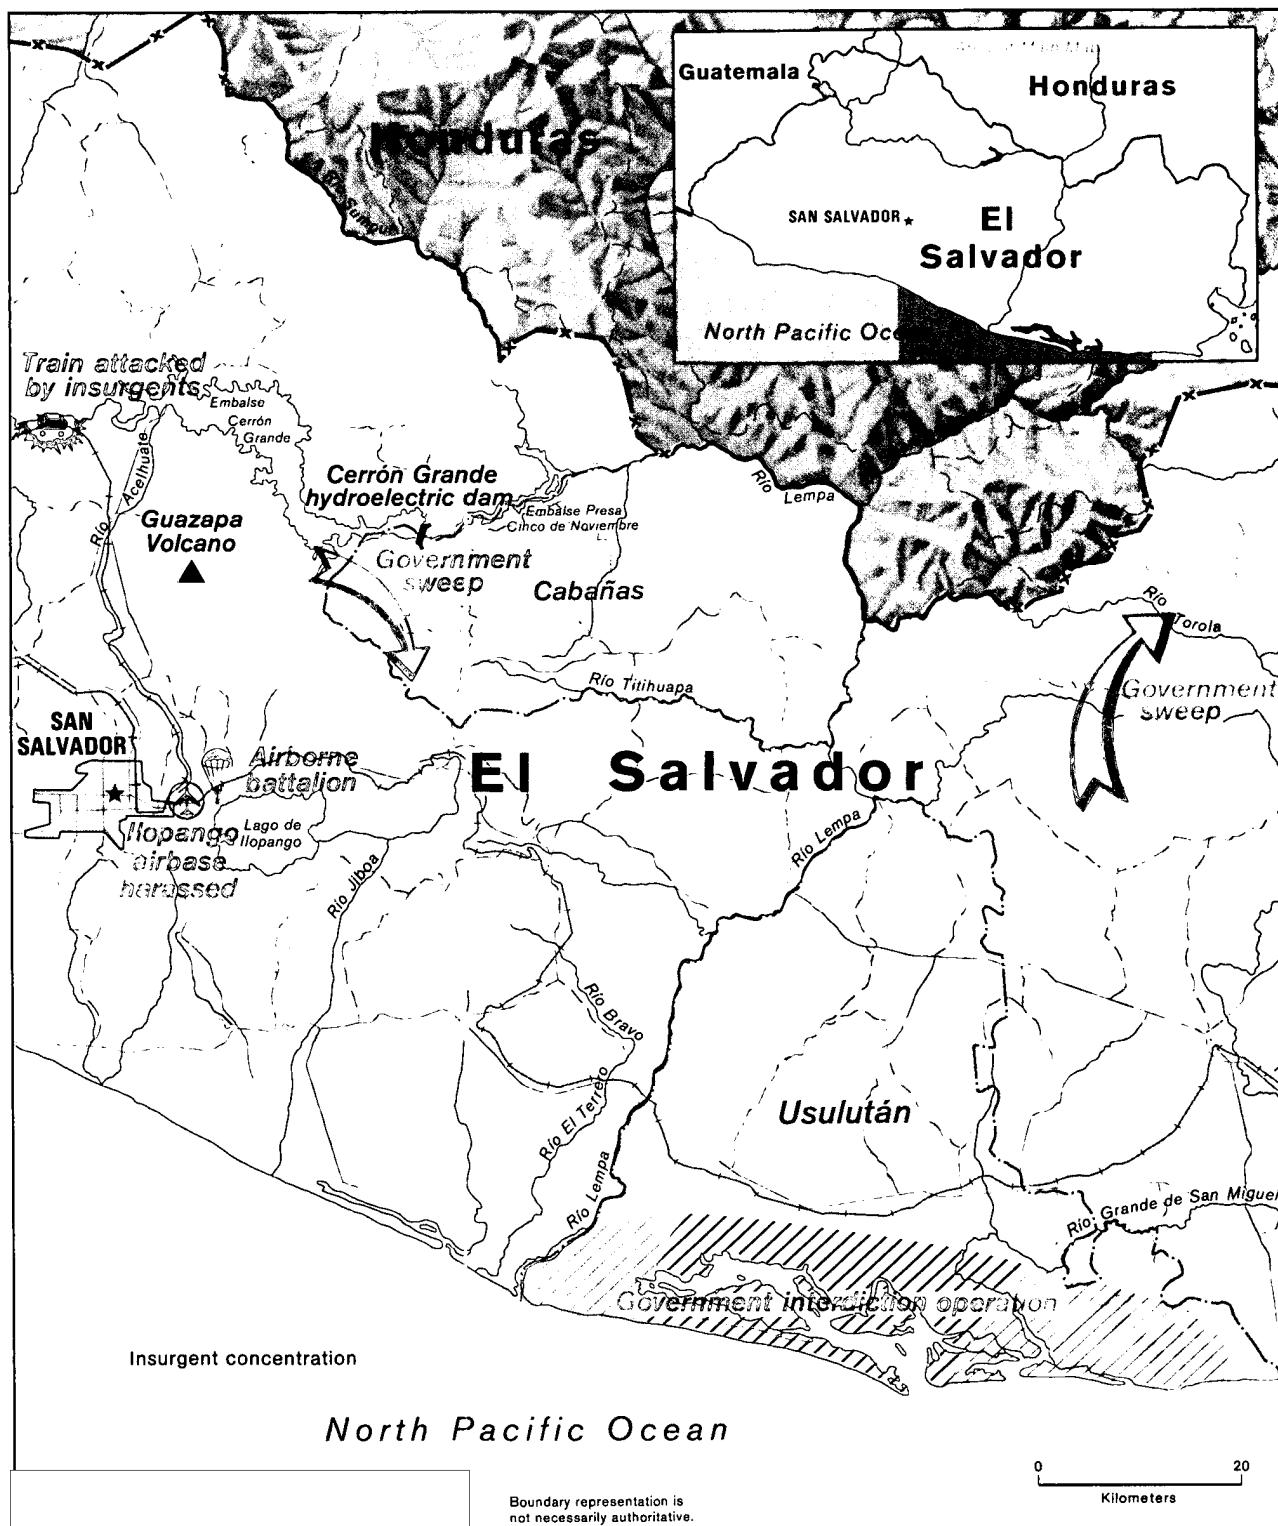 Guatemala
Honduras
SAN SALVADOR
El
Salvador
North Pacific Oce
Honduras
Río Sumpul
Train attacked
by insurgents
Embalse
Cerrón
Grande
Río Acelhuate
Cerrón Grande
hydroelectric dam
Embalse Presa
Cinco de Noviembre
Río Lempa
Guazapa
Volcano
Government
sweep
Cabañas
Río Torola
Río Titihuapa
Government
sweep
SAN
SALVADOR
Airborne
battalion
El Salvador
Ilopango
airbase
harassed
Lago de
Ilopango
Río Jiboa
Río Lempa
Río Bravo
Río El Terrero
Usulután
Río Lempa
Río Grande de San Miguel
Government interdiction operation
Insurgent concentration
North Pacific Ocean
0 20
Kilometers
Boundary representation is
not necessarily authoritative.